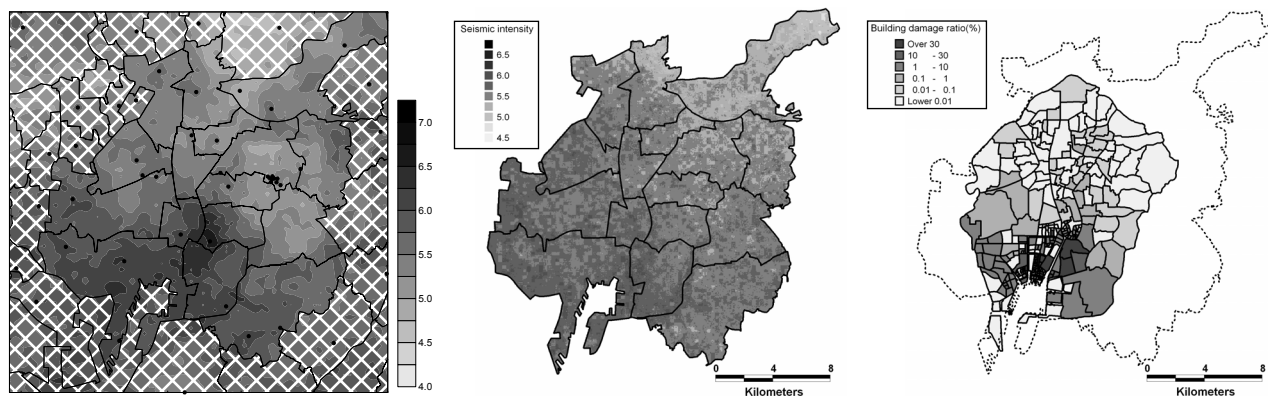 7.0
6.5
6.0
5.5
5.0
4.5
4.0
Seismic intensity
6.5
6.0
5.5
5.0
4.5
0 4 8
Kilometers
Building damage ratio(%)
Over 30
10 - 30
1 - 10
0.1 - 1
0.01 - 0.1
Lower 0.01
0 4 8
Kilometers